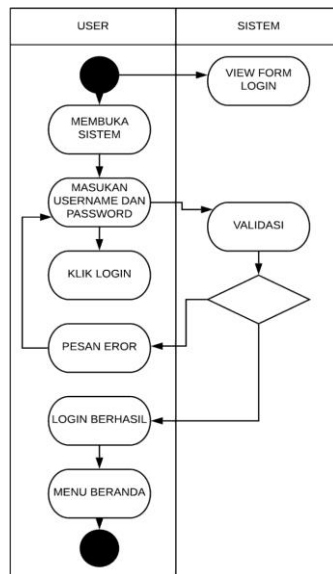 USER
SISTEM
VIEW FORM
LOGIN
MEMBUKA
SISTEM
MASUKAN
USERNAME DAN
PASSWORD
VALIDASI
KLIK LOGIN
PESAN EROR
LOGIN BERHASIL
MENU BERANDA